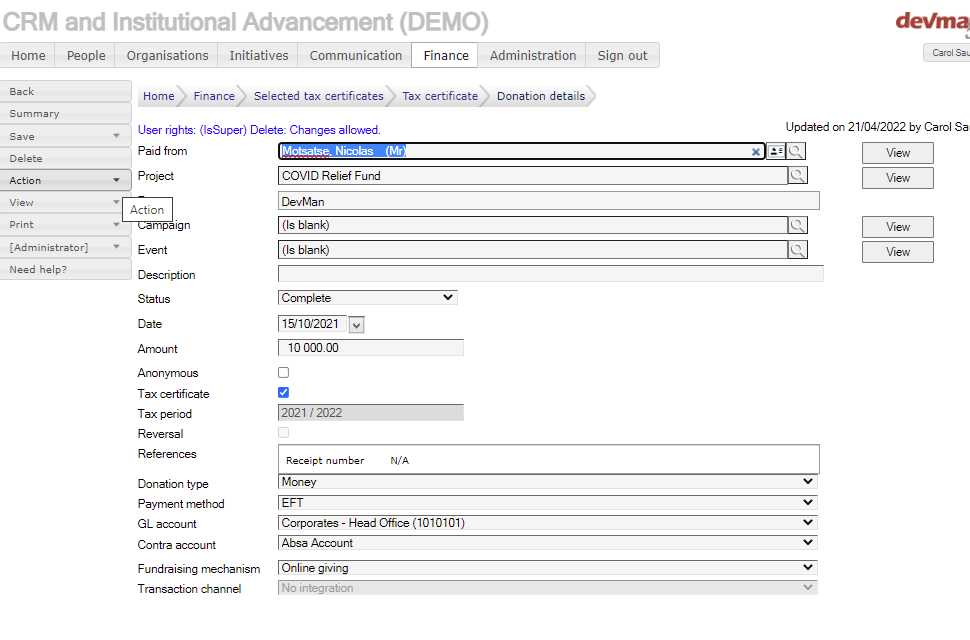 CRM and Institutional Advancement (DEMO)
devma
Home People Organisations Initiatives Communication Finance Administration Sign out
Carol Sau
Back
Summary
Save
Delete
Action
View
Print
[Administrator]
Need help?
Action
Home Finance Selected tax certificates Tax certificate Donation details
User rights: (IsSuper) Delete: Changes allowed.
Updated on 21/04/2022 by Carol Sau
Paid from Motsatse, Nicolas (Mr) View
Project COVID Relief Fund View
DevMan
Campaign (Is blank) View
Event (Is blank) View
Description
Status Complete
Date 15/10/2021
Amount 10 000.00
Anonymous
Tax certificate
Tax period 2021 / 2022
Reversal
References
Receipt number N/A
Donation type Money
Payment method EFT
GL account Corporates - Head Office (1010101)
Contra account Absa Account
Fundraising mechanism Online giving
Transaction channel No integration